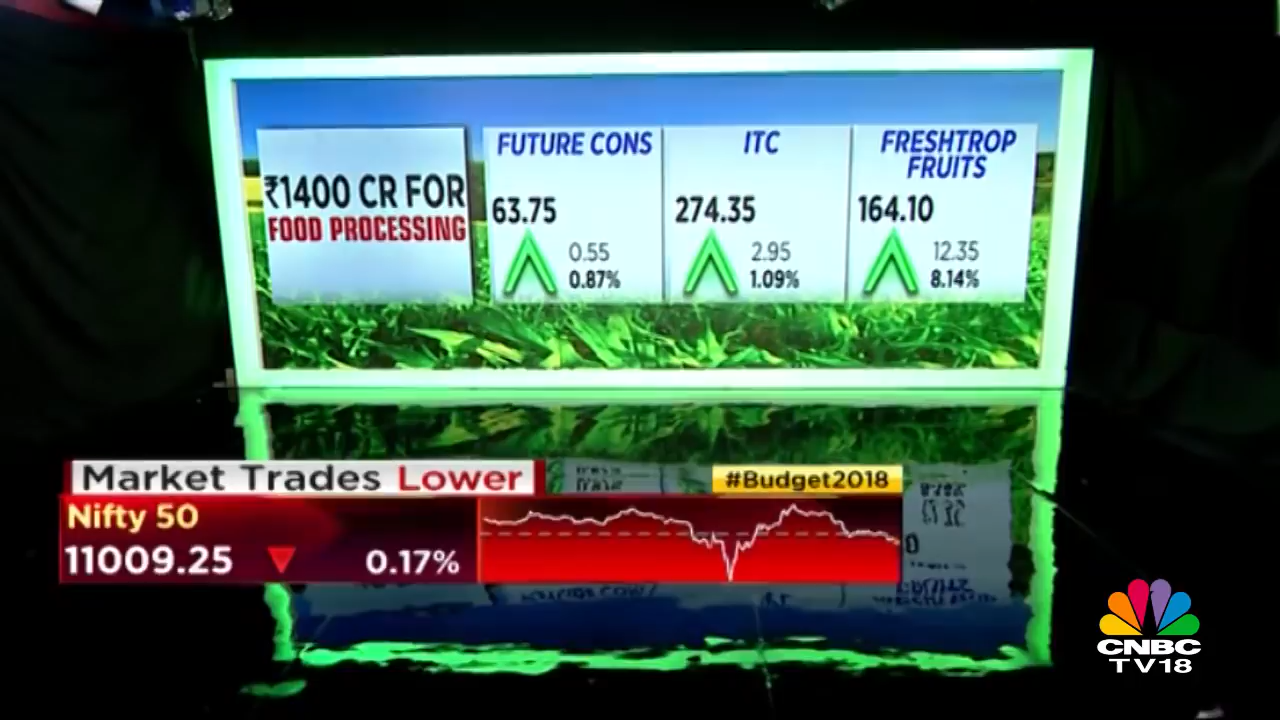 ₹1400 CR FOR
FOOD PROCESSING
FUTURE CONS
63.75
0.55
0.87%
ITC
274.35
2.95
1.09%
FRESHTROP
FRUITS
164.10
12.35
8.14%
Market Trades Lower
#Budget2018
Nifty 50
11009.25
0.17%
CNBC
TV18